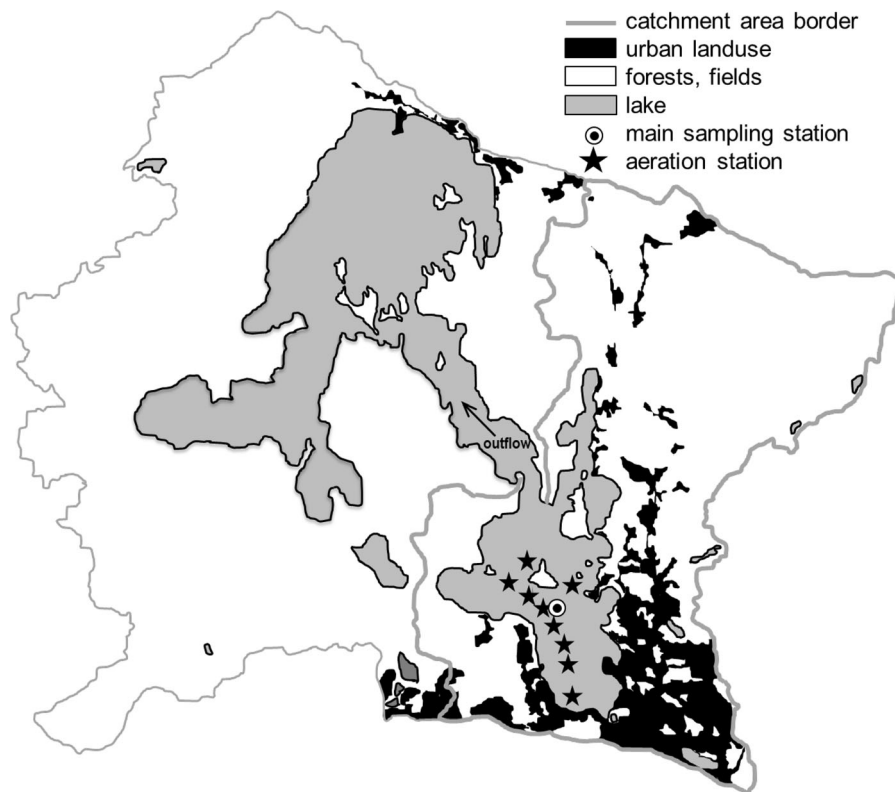 catchment area border
urban landuse
forests, fields
lake
main sampling station
aeration station
outflow